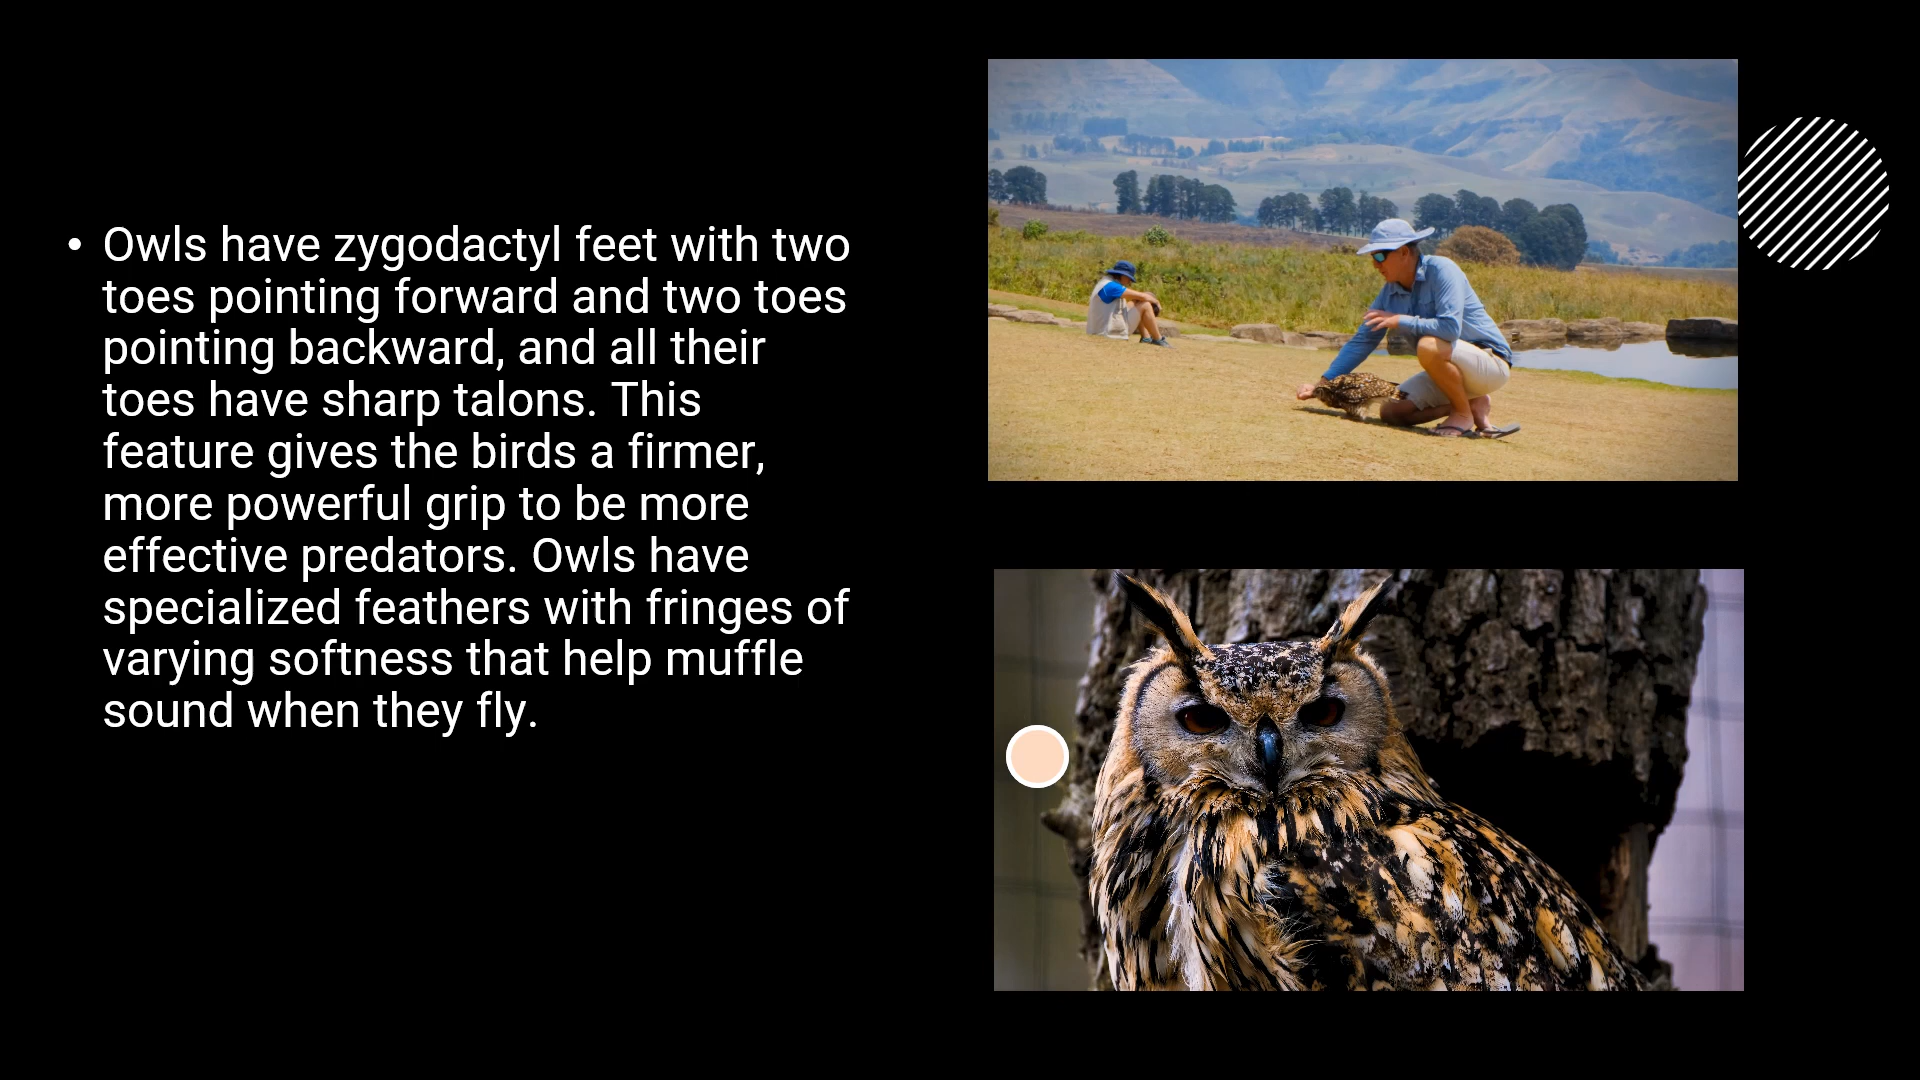 • Owls have zygodactyl feet with two
toes pointing forward and two toes
pointing backward, and all their
toes have sharp talons. This
feature gives the birds a firmer,
more powerful grip to be more
effective predators. Owls have
specialized feathers with fringes of
varying softness that help muffle
sound when they fly.